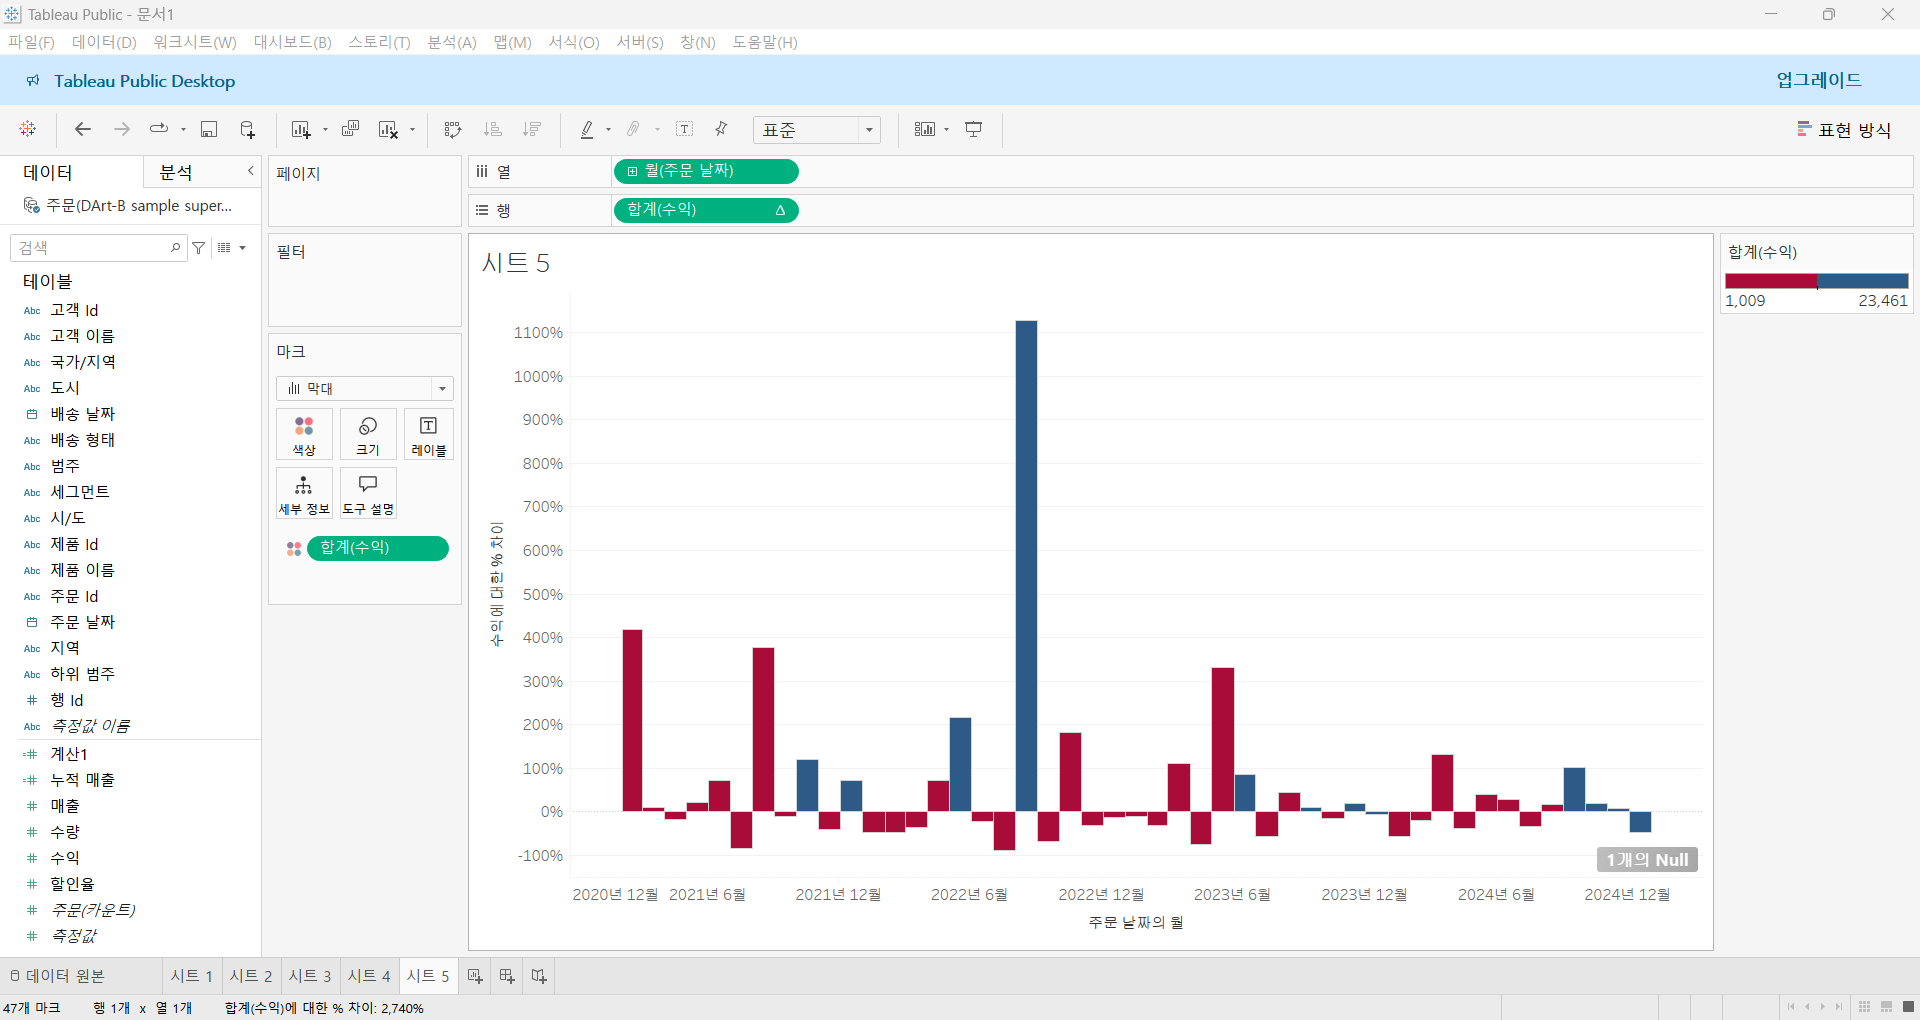 Tableau Public - 문서1
파일(F) 데이터(D) 워크시트(W) 대시보드(B) 스토리(T) 분석(A) 맵(M) 서식(O) 서버(S) 창(N) 도움말(H)
Tableau Public Desktop
업그레이드
표준
표현 방식
데이터
분석
주문(DArt-B sample super...
검색
테이블
Abc 고객 Id
Abc 고객 이름
Abc 국가/지역
Abc 도시
배송 날짜
Abc 배송 형태
Abc 범주
Abc 세그먼트
Abc 시/도
Abc 제품 Id
Abc 제품 이름
Abc 주문 Id
주문 날짜
Abc 지역
Abc 하위 범주
# 행 Id
Abc 측정값 이름
=# 계산1
=# 누적 매출
# 매출
# 수량
# 수익
# 할인율
# 주문(카운트)
# 측정값
페이지
필터
마크
막대
색상
크기
레이블
세부 정보
도구 설명
합계(수익)
열
월(주문 날짜)
행
합계(수익)
시트 5
수익에 대한 % 차이
1100%
1000%
900%
800%
700%
600%
500%
400%
300%
200%
100%
0%
-100%
1개의 Null
2020년 12월 2021년 6월 2021년 12월 2022년 6월 2022년 12월 2023년 6월 2023년 12월 2024년 6월 2024년 12월
주문 날짜의 월
합계(수익)
1,009 23,461
데이터 원본
시트 1
시트 2
시트 3
시트 4
시트 5
47개 마크 행 1개 x 열 1개 합계(수익)에 대한 % 차이: 2,740%